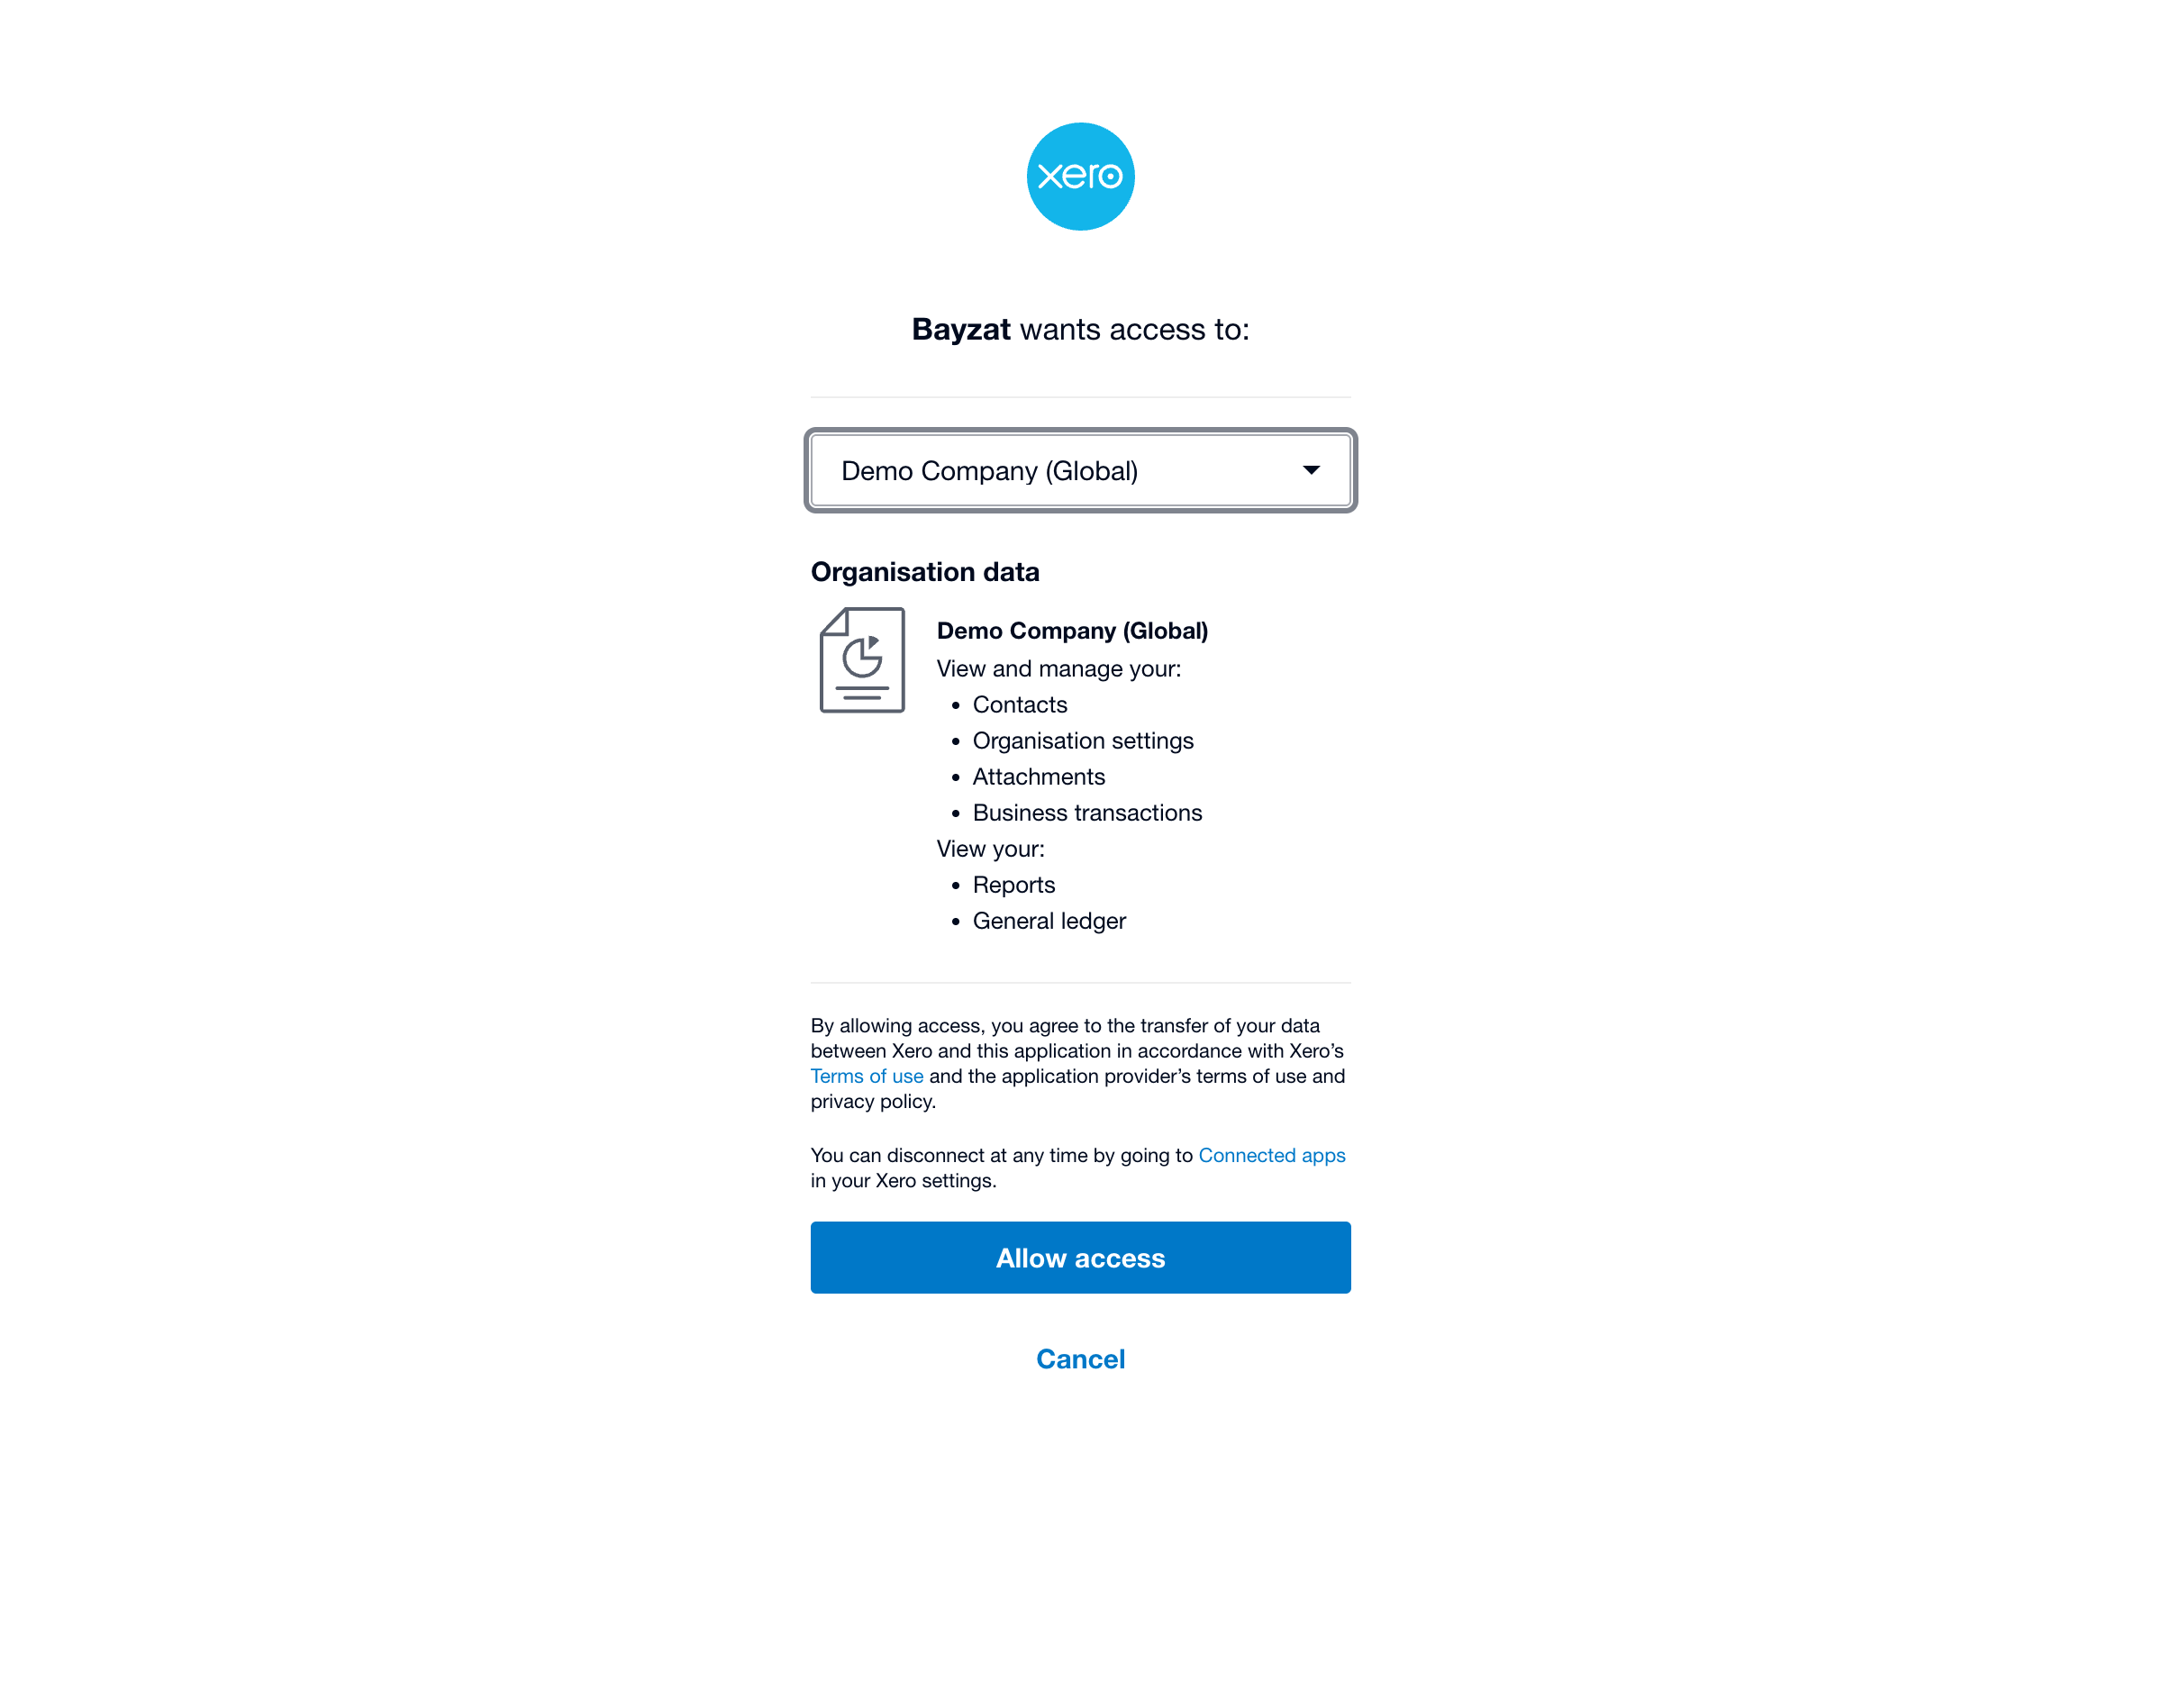 xero
Bayzat wants access to:
Demo Company (Global)
Organisation data
Demo Company (Global)
View and manage your:
• Contacts
• Organisation settings
• Attachments
• Business transactions
View your:
• Reports
• General ledger
By allowing access, you agree to the transfer of your data
between Xero and this application in accordance with Xero’s
Terms of use and the application provider’s terms of use and
privacy policy.
You can disconnect at any time by going to Connected apps
in your Xero settings.
Allow access
Cancel